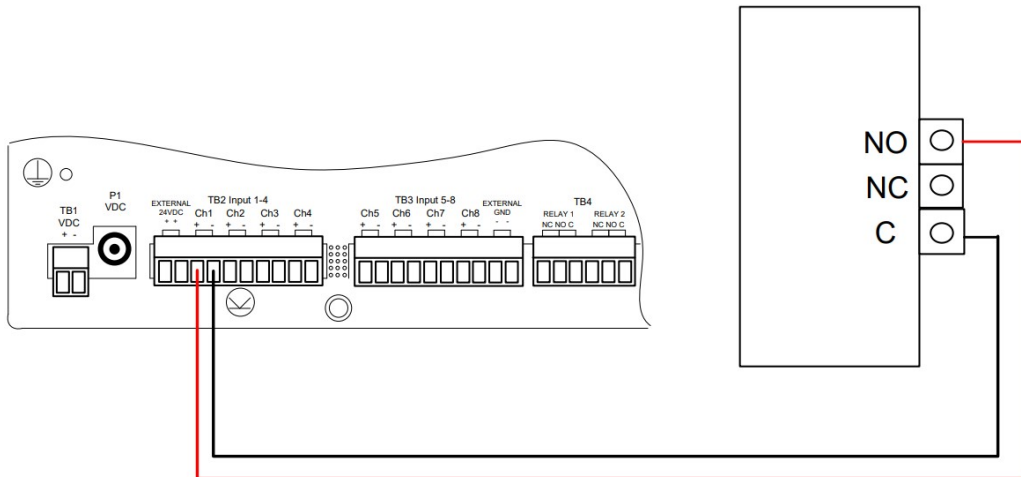 NO
NC
C
TB1
VDC
+ -
P1
VDC
EXTERNAL
24VDC
+ +
TB2 Input 1-4
Ch1 Ch2 Ch3 Ch4
+ - + - + - + -
TB3 Input 5-8
Ch5 Ch6 Ch7 Ch8
+ - + - + - + -
EXTERNAL
GND
- -
TB4
RELAY 1 RELAY 2
NC NO C NC NO C